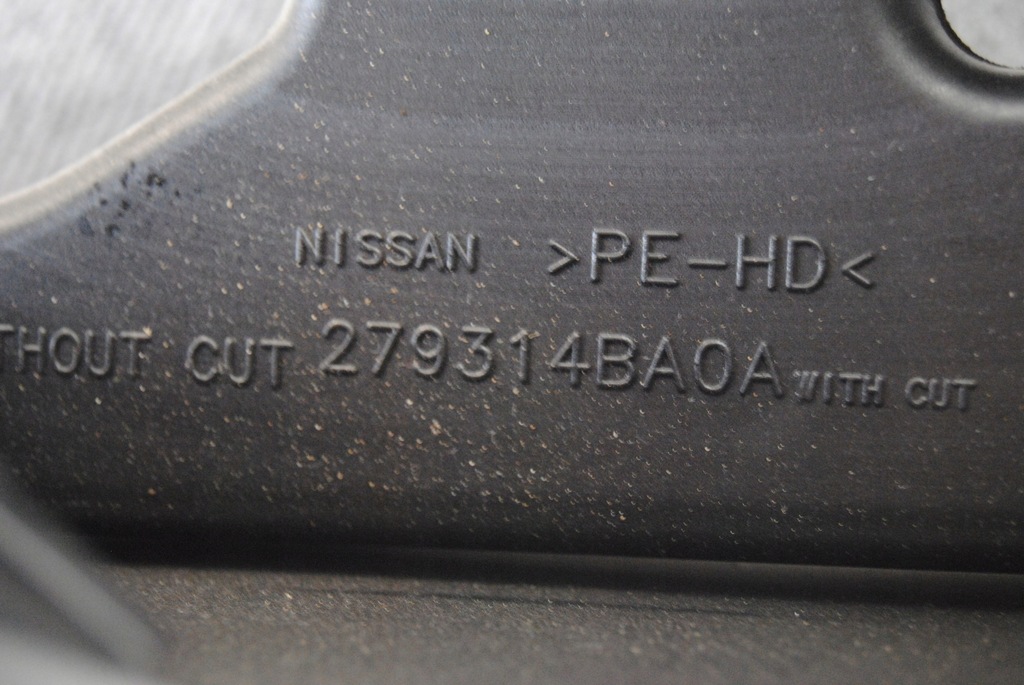 NISSAN >PE-HD<
THOUT CUT 279314BA0A WITH CUT